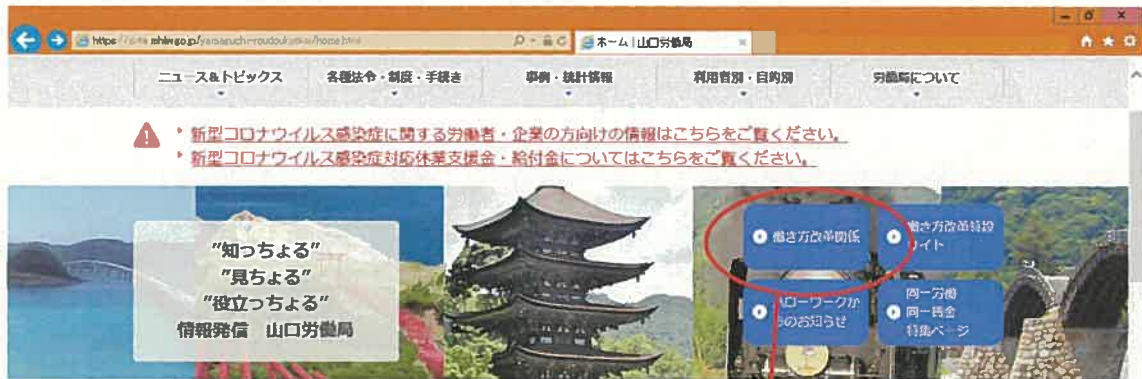 ホーム | 山口労働局
ニュース&トピックス
各種法令・制度・手続き
事例・統計情報
利用者別・目的別
労働局について
新型コロナウイルス感染症に関する労働者・企業の方向けの情報はこちらをご覧ください。
新型コロナウイルス感染症対応休業支援金・給付金についてはこちらをご覧ください。
"知っちょる"
"見ちょる"
"役立っちょる"
情報発信 山口労働局
働き方改革関係
働き方改革特設
サイト
ハローワークか
らのお知らせ
同一労働
同一賃金
特集ページ